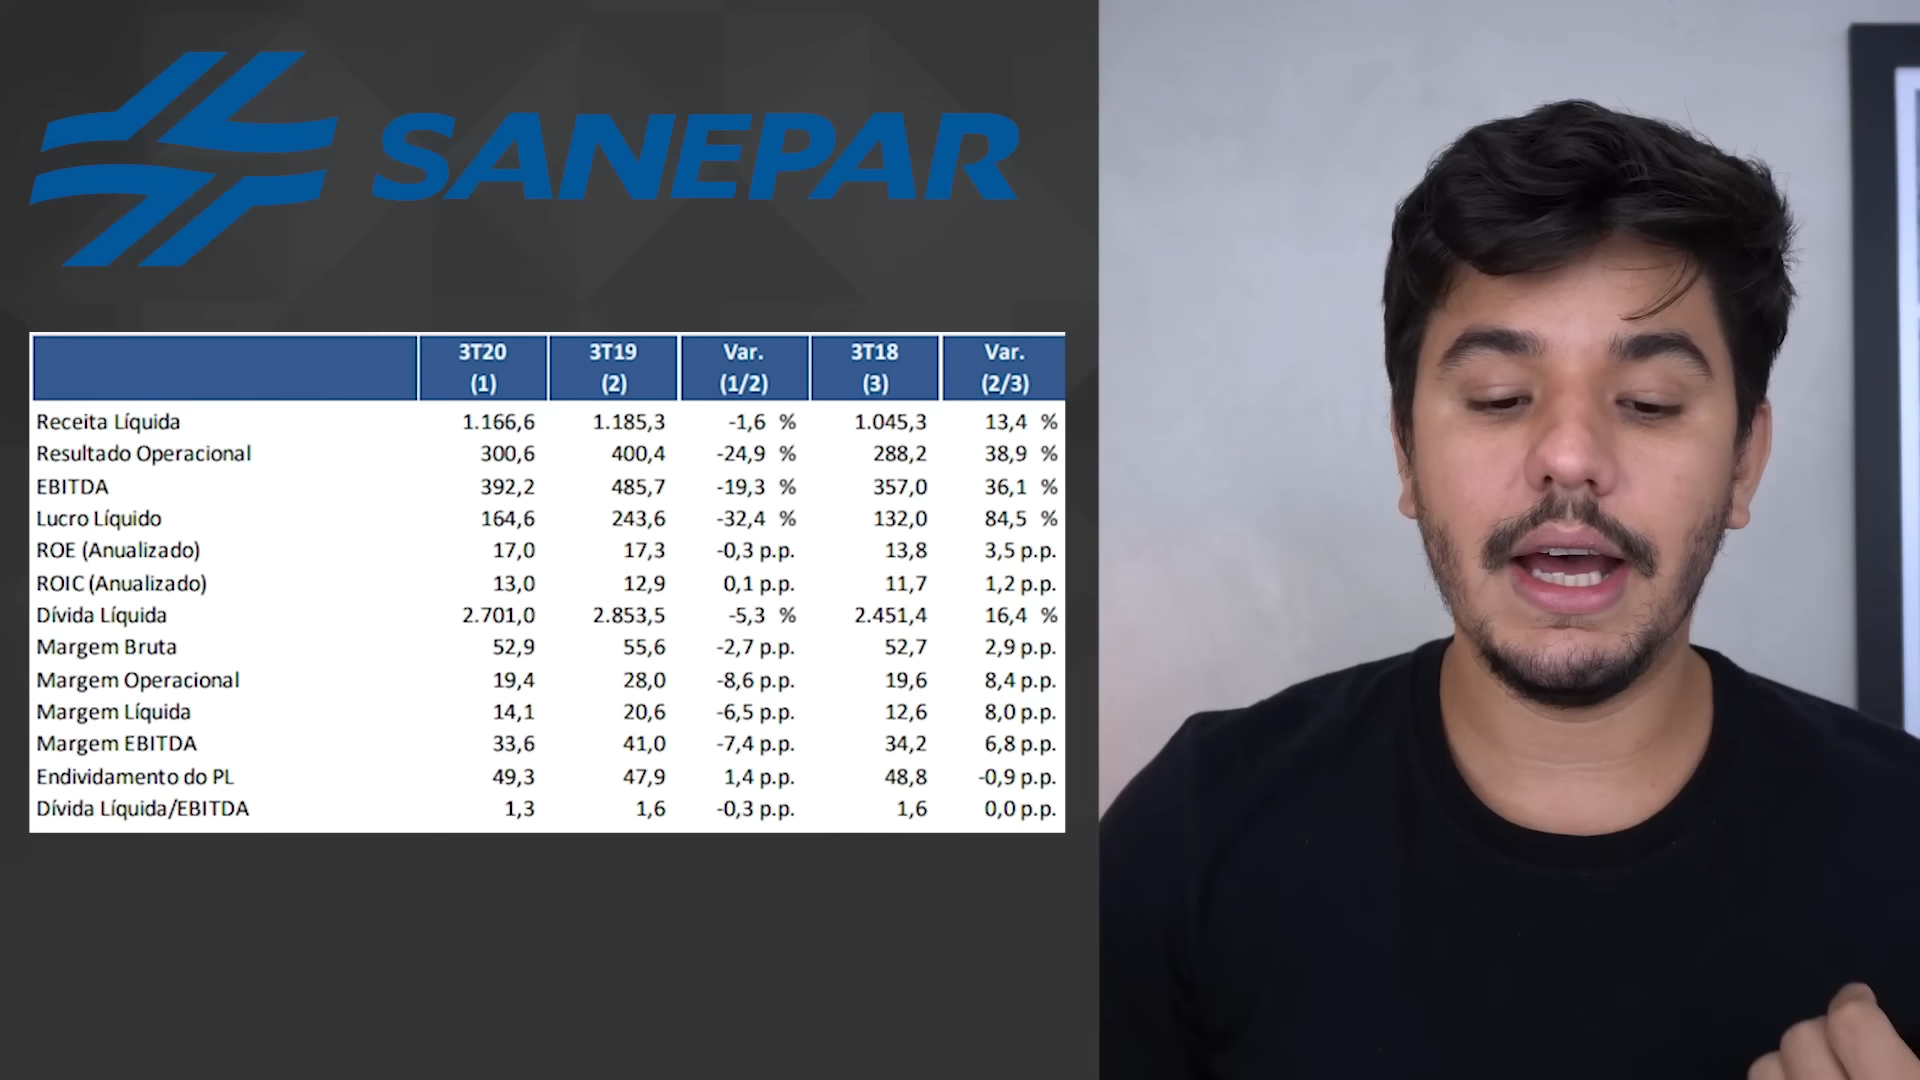 SANEPAR
3T20 3T19 Var. 3T18 Var.
(1) (2) (1/2) (3) (2/3)
Receita Líquida 1.166,6 1.185,3 -1,6 % 1.045,3 13,4 %
Resultado Operacional 300,6 400,4 -24,9 % 288,2 38,9 %
EBITDA 392,2 485,7 -19,3 % 357,0 36,1 %
Lucro Líquido 164,6 243,6 -32,4 % 132,0 84,5 %
ROE (Anualizado) 17,0 17,3 -0,3 p.p. 13,8 3,5 p.p.
ROIC (Anualizado) 13,0 12,9 0,1 p.p. 11,7 1,2 p.p.
Dívida Líquida 2.701,0 2.853,5 -5,3 % 2.451,4 16,4 %
Margem Bruta 52,9 55,6 -2,7 p.p. 52,7 2,9 p.p.
Margem Operacional 19,4 28,0 -8,6 p.p. 19,6 8,4 p.p.
Margem Líquida 14,1 20,6 -6,5 p.p. 12,6 8,0 p.p.
Margem EBITDA 33,6 41,0 -7,4 p.p. 34,2 6,8 p.p.
Endividamento do PL 49,3 47,9 1,4 p.p. 48,8 -0,9 p.p.
Dívida Líquida/EBITDA 1,3 1,6 -0,3 p.p. 1,6 0,0 p.p.